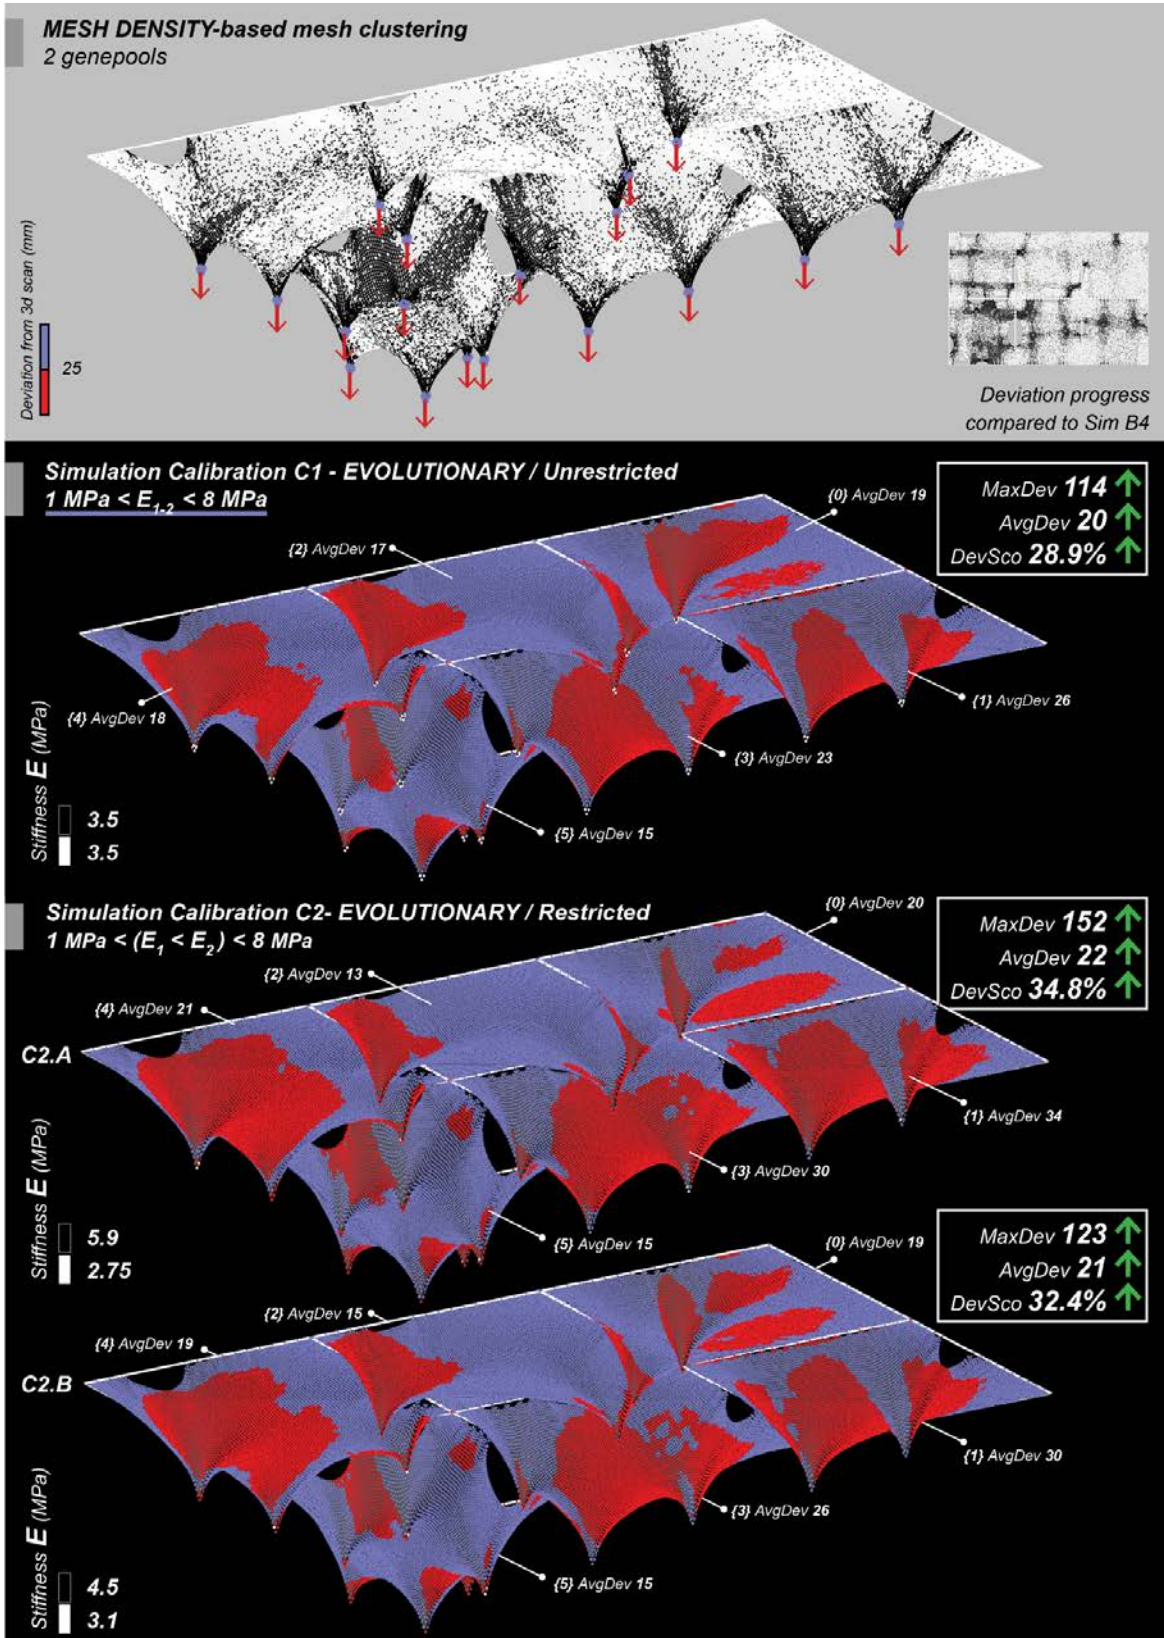 MESH DENSITY-based mesh clustering
2 genepools
Deviation from 3d scan (mm)
25
Deviation progress
compared to Sim B4
Simulation Calibration C1 - EVOLUTIONARY / Unrestricted
1 MPa < E1-2 < 8 MPa
MaxDev 114 ↑
AvgDev 20 ↑
DevSco 28.9% ↑
{0} AvgDev 19
{2} AvgDev 17
{4} AvgDev 18
{1} AvgDev 26
{3} AvgDev 23
{5} AvgDev 15
Stiffness E (MPa)
3.5
3.5
Simulation Calibration C2- EVOLUTIONARY / Restricted
1 MPa < (E1 < E2) < 8 MPa
MaxDev 152 ↑
AvgDev 22 ↑
DevSco 34.8% ↑
{0} AvgDev 20
{2} AvgDev 13
{4} AvgDev 21
C2.A
{1} AvgDev 34
{3} AvgDev 30
{5} AvgDev 15
Stiffness E (MPa)
5.9
2.75
MaxDev 123 ↑
AvgDev 21 ↑
DevSco 32.4% ↑
{0} AvgDev 19
{2} AvgDev 15
{4} AvgDev 19
C2.B
{1} AvgDev 30
{3} AvgDev 26
{5} AvgDev 15
Stiffness E (MPa)
4.5
3.1